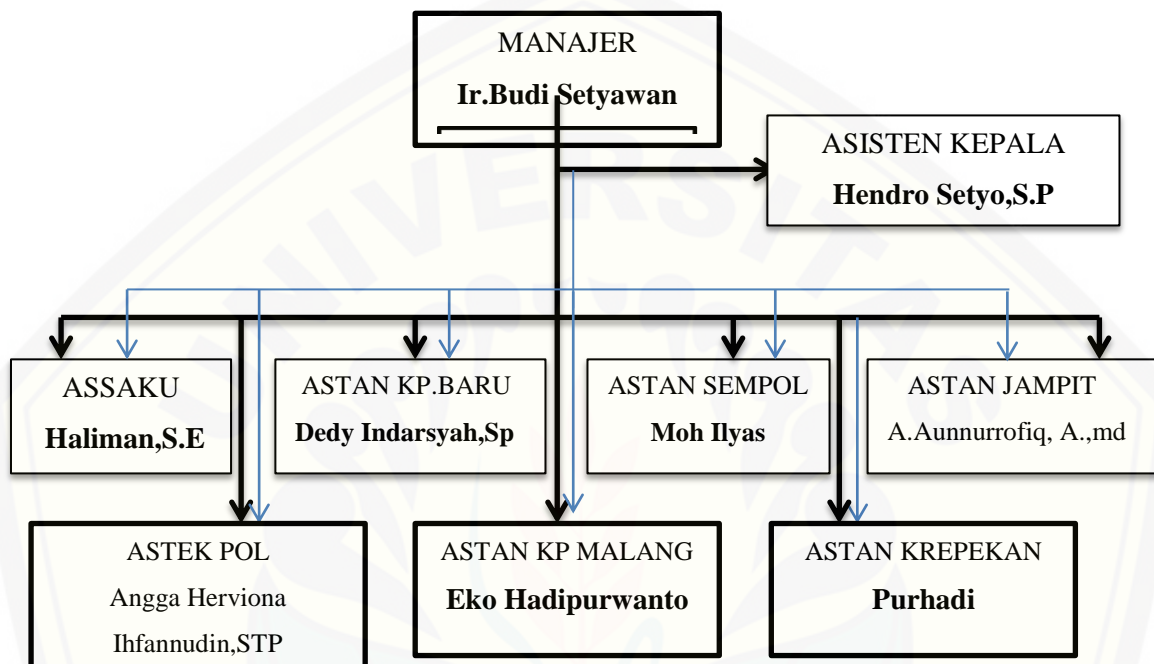 MANAJER
Ir.Budi Setyawan
ASISTEN KEPALA
Hendro Setyo,S.P
ASSAKU
Haliman,S.E
ASTAN KP.BARU
Dedy Indarsyah,Sp
ASTAN SEMPOL
Moh Ilyas
ASTAN JAMPIT
A.Aunnurrofiq, A.,md
ASTEK POL
Angga Herviona
Ihfannudin,STP
ASTAN KP MALANG
Eko Hadipurwanto
ASTAN KREPEKAN
Purhadi
UNIVERSITAS